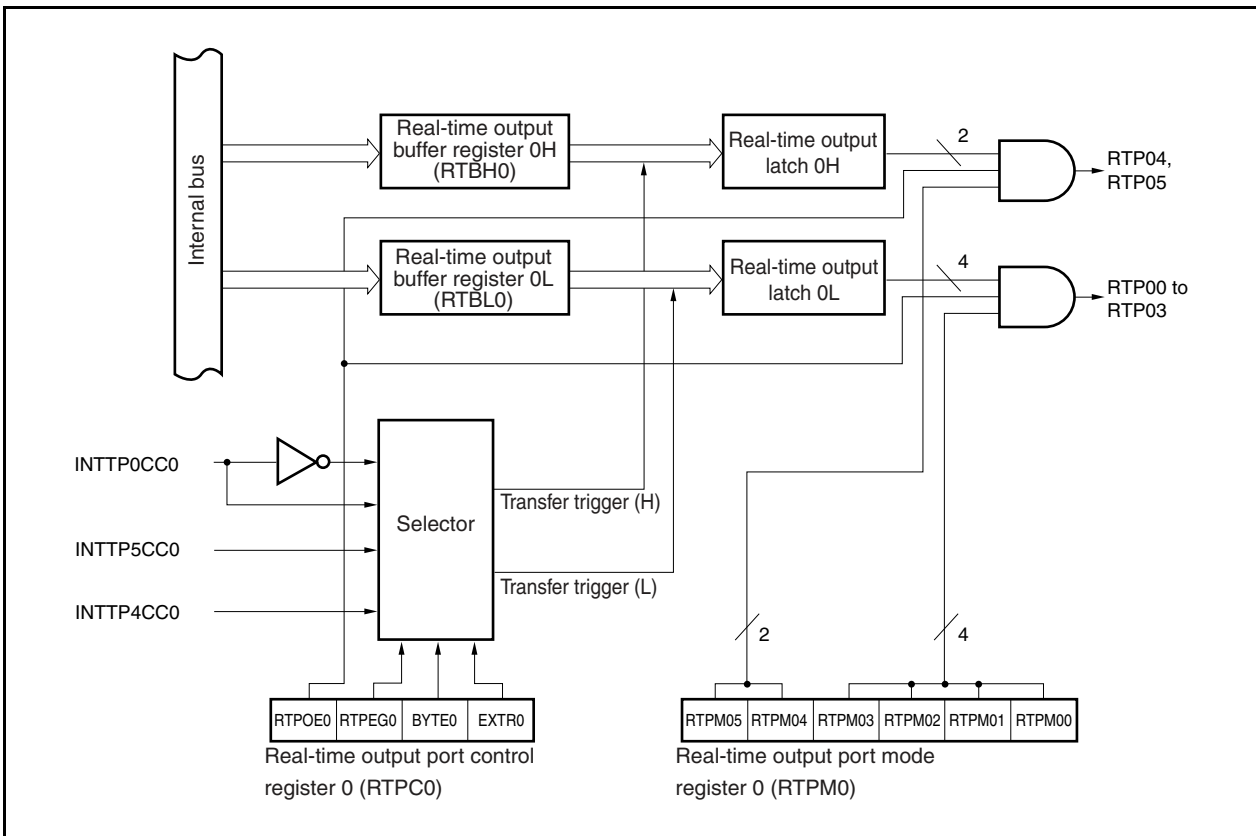 Internal bus
Real-time output
buffer register 0H
(RTBH0)
Real-time output
latch 0H
2
RTP04,
RTP05
Real-time output
buffer register 0L
(RTBL0)
Real-time output
latch 0L
4
RTP00 to
RTP03
INTTP0CC0
INTTP5CC0
INTTP4CC0
Selector
Transfer trigger (H)
Transfer trigger (L)
2
4
RTPOE0 RTPEG0 BYTE0 EXTR0
Real-time output port control
register 0 (RTPC0)
RTPM05 RTPM04 RTPM03 RTPM02 RTPM01 RTPM00
Real-time output port mode
register 0 (RTPM0)